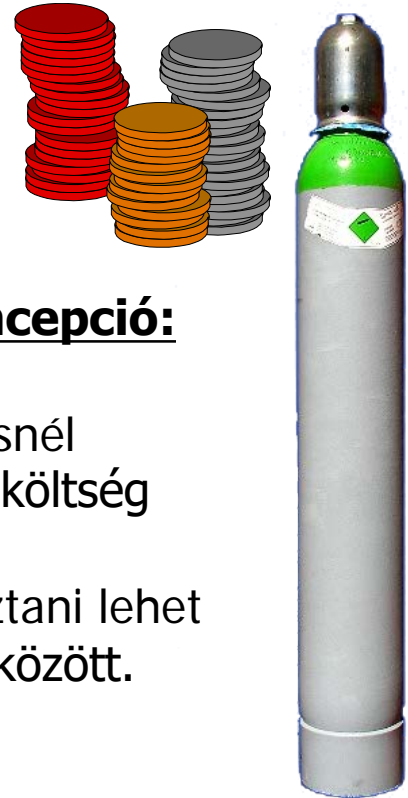 ncepció:
snél
költség
ztani lehet
között.